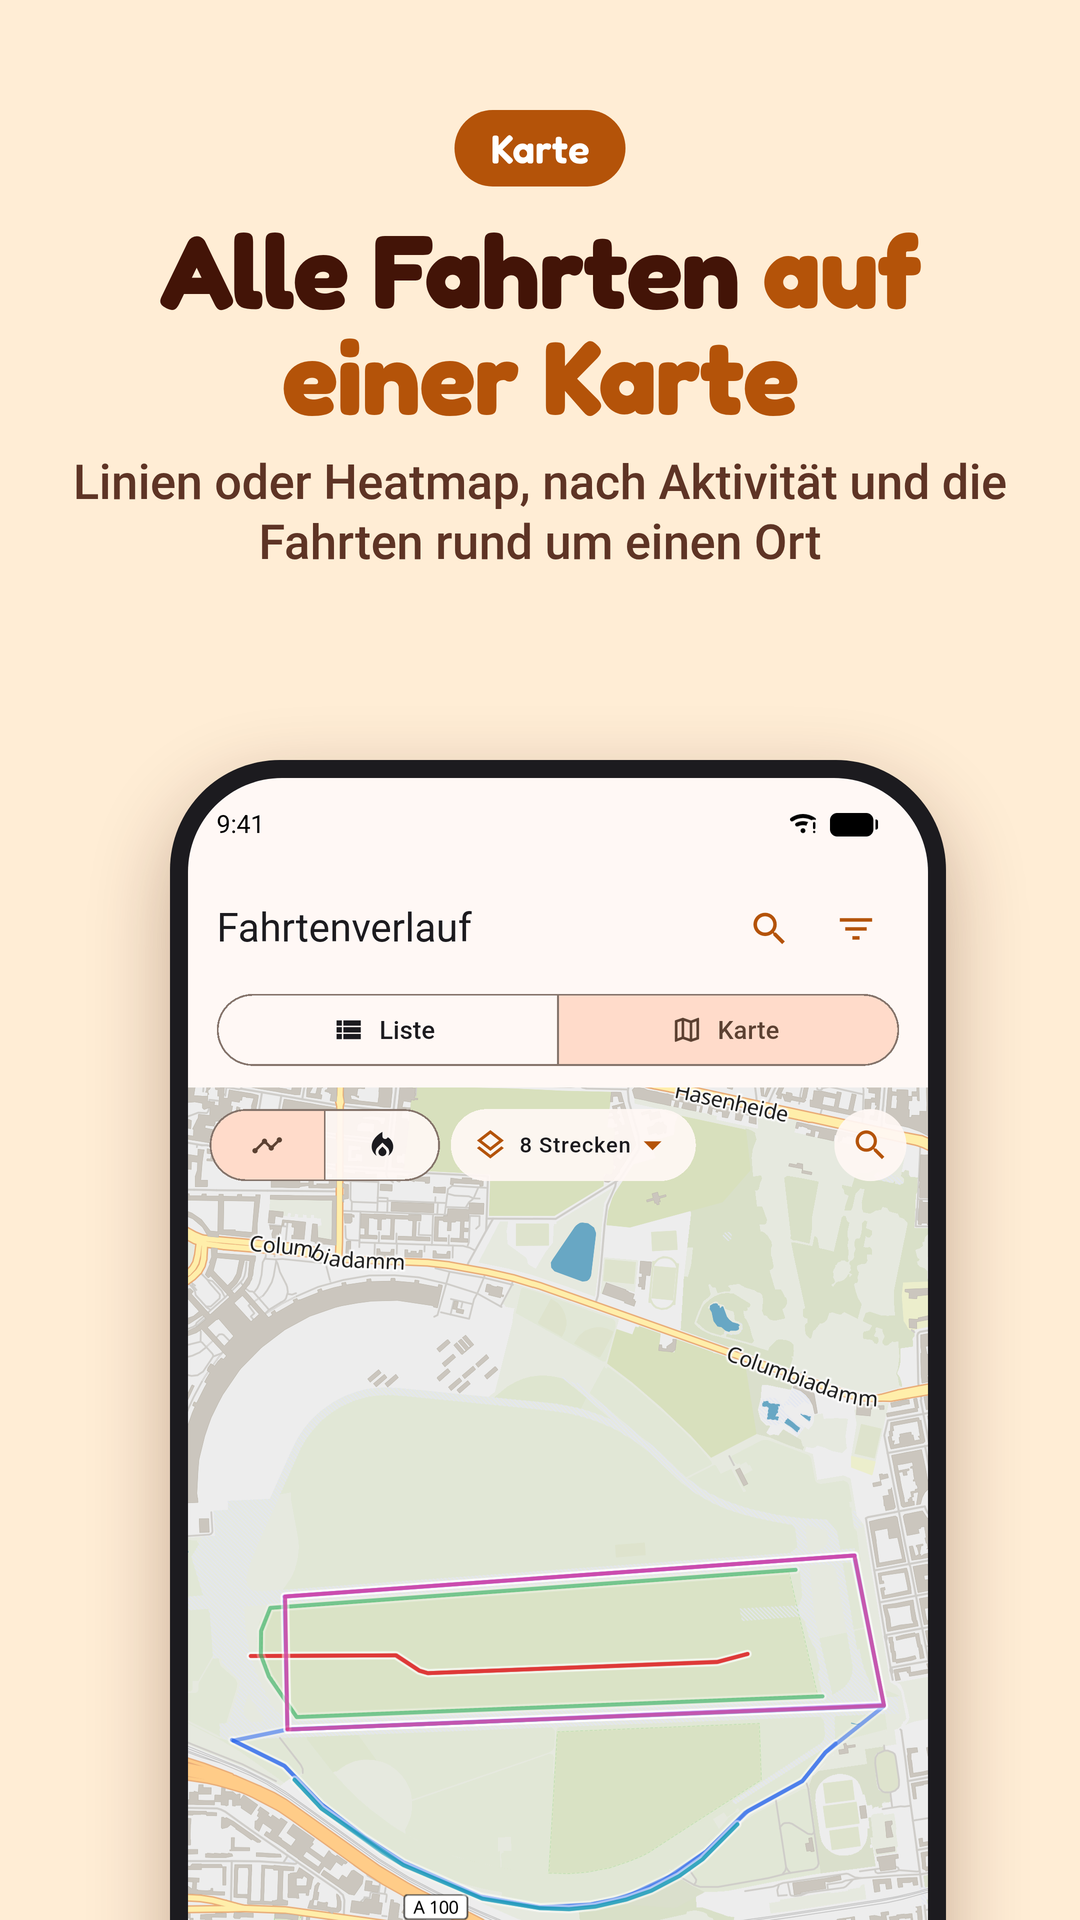 Karte
Alle Fahrten auf
einer Karte
Linien oder Heatmap, nach Aktivität und die
Fahrten rund um einen Ort
9:41
Fahrtenverlauf
Liste
Karte
Hasenheide
8 Strecken
Columbiadamm
Columbiadamm
A 100